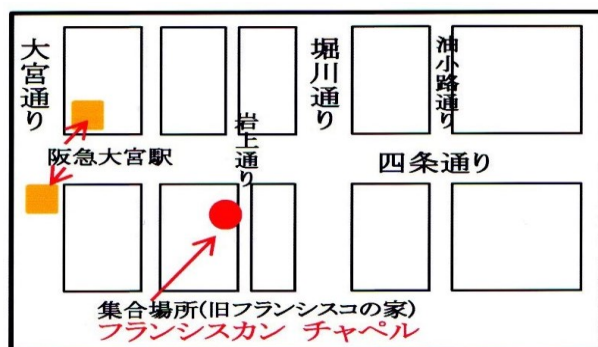 大宮通り
堀川通り
油小路通り
岩上通り
阪急大宮駅
四条通り
集合場所(旧フランシスコの家)
フランシスカン チャペル